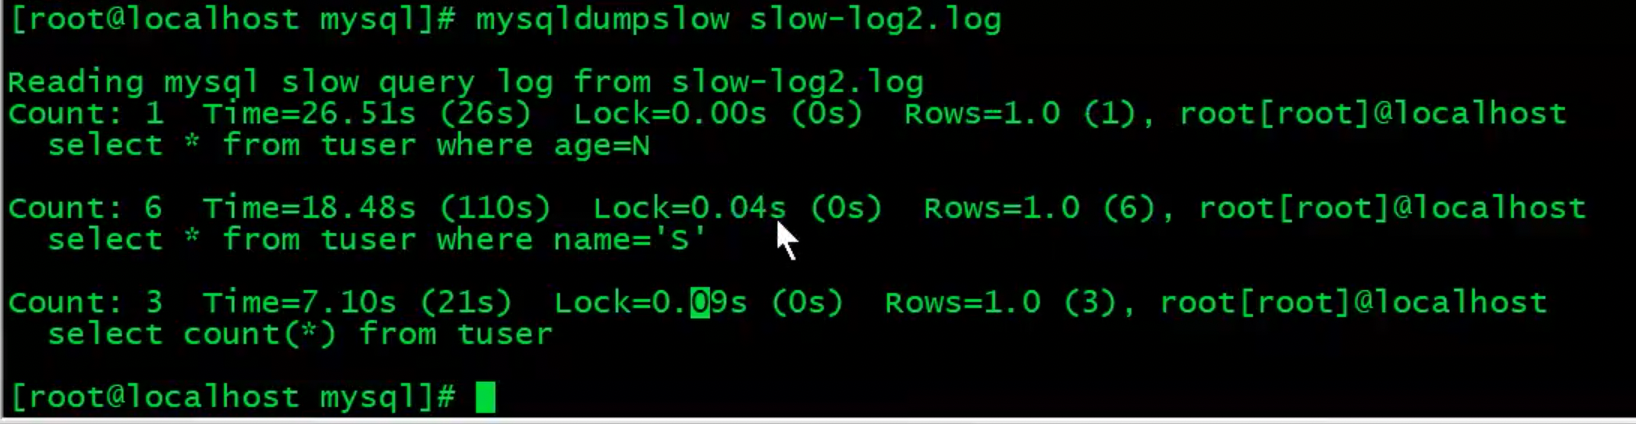 [root@localhost mysql]# mysqldumpslow slow-log2.log
Reading mysql slow query log from slow-log2.log
Count: 1  Time=26.51s (26s)  Lock=0.00s (0s)  Rows=1.0 (1), root[root]@localhost
  select * from tuser where age=N
Count: 6  Time=18.48s (110s)  Lock=0.04s (0s)  Rows=1.0 (6), root[root]@localhost
  select * from tuser where name='S'
Count: 3  Time=7.10s (21s)  Lock=0.09s (0s)  Rows=1.0 (3), root[root]@localhost
  select count(*) from tuser
[root@localhost mysql]#